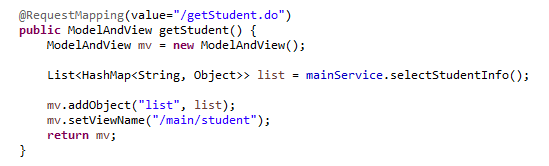 @RequestMapping(value="/getStudent.do")
public ModelAndView getStudent() {
ModelAndView mv = new ModelAndView();
List<HashMap<String, Object>> list = mainService.selectStudentInfo();
mv.addObject("list", list);
mv.setViewName("/main/student");
return mv;
}